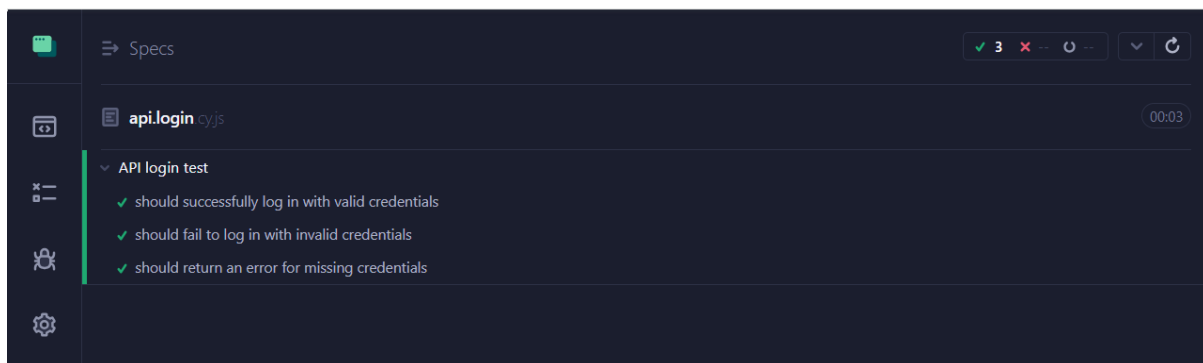 Specs
3 -- --
api.login.cy.js
00:03
API login test
should successfully log in with valid credentials
should fail to log in with invalid credentials
should return an error for missing credentials